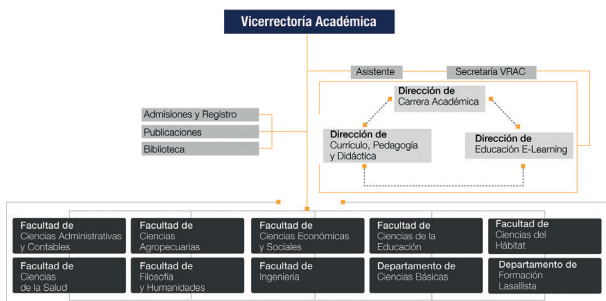 Vicerrectoría Académica
Asistente
Secretaría VRAC
Dirección de
Carrera Académica
Admisiones y Registro
Publicaciones
Biblioteca
Dirección de
Currículo, Pedagogía
y Didáctica
Dirección de
Educación E-Learning
Facultad de
Ciencias Administrativas
y Contables
Facultad de
Ciencias
Agropecuarias
Facultad de
Ciencias Económicas
y Sociales
Facultad de
Ciencias de la
Educación
Facultad de
Ciencias del
Hábitat
Facultad de
Ciencias
de la Salud
Facultad de
Filosofía
y Humanidades
Facultad de
Ingeniería
Departamento de
Ciencias Básicas
Departamento de
Formación
Lasallista